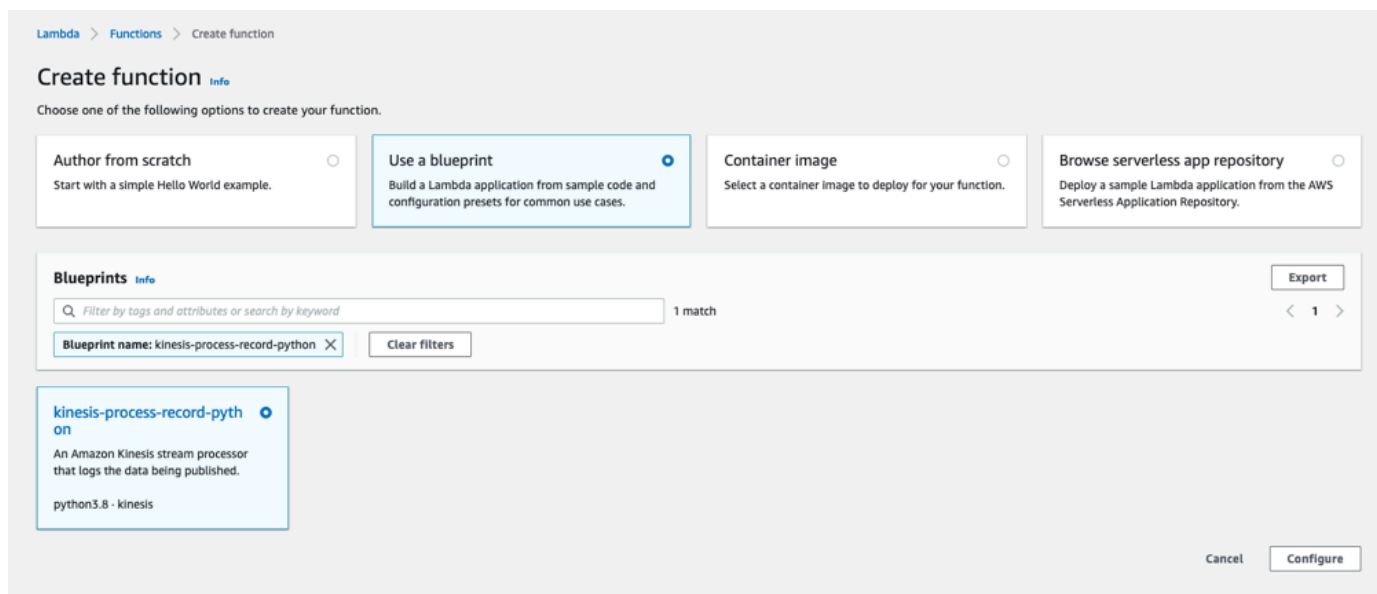 Lambda > Functions > Create function
Create function Info
Choose one of the following options to create your function.
Author from scratch
Start with a simple Hello World example.
Use a blueprint
Build a Lambda application from sample code and
configuration presets for common use cases.
Container image
Select a container image to deploy for your function.
Browse serverless app repository
Deploy a sample Lambda application from the AWS
Serverless Application Repository.
Blueprints Info
Export
Filter by tags and attributes or search by keyword
1 match
< 1 >
Blueprint name: kinesis-process-record-python
Clear filters
kinesis-process-record-pyth
on
An Amazon Kinesis stream processor
that logs the data being published.
python3.8 · kinesis
Cancel
Configure